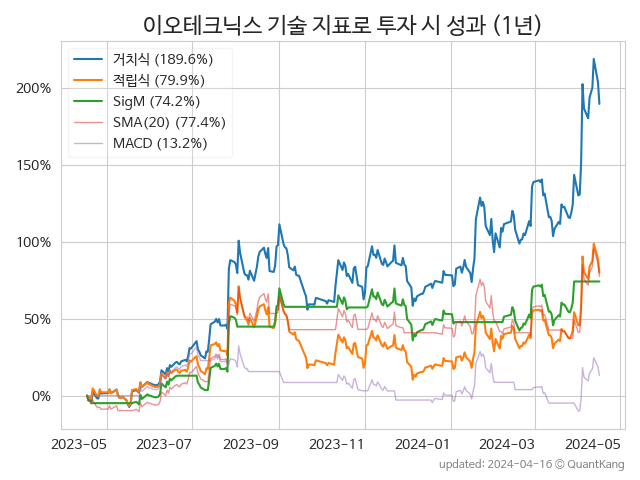 이오테크닉스 기술 지표로 투자 시 성과 (1년)
거치식 (189.6%)
적립식 (79.9%)
SigM (74.2%)
SMA(20) (77.4%)
MACD (13.2%)
200%
150%
100%
50%
0%
2023-05 2023-07 2023-09 2023-11 2024-01 2024-03 2024-05
updated: 2024-04-16 © QuantKang